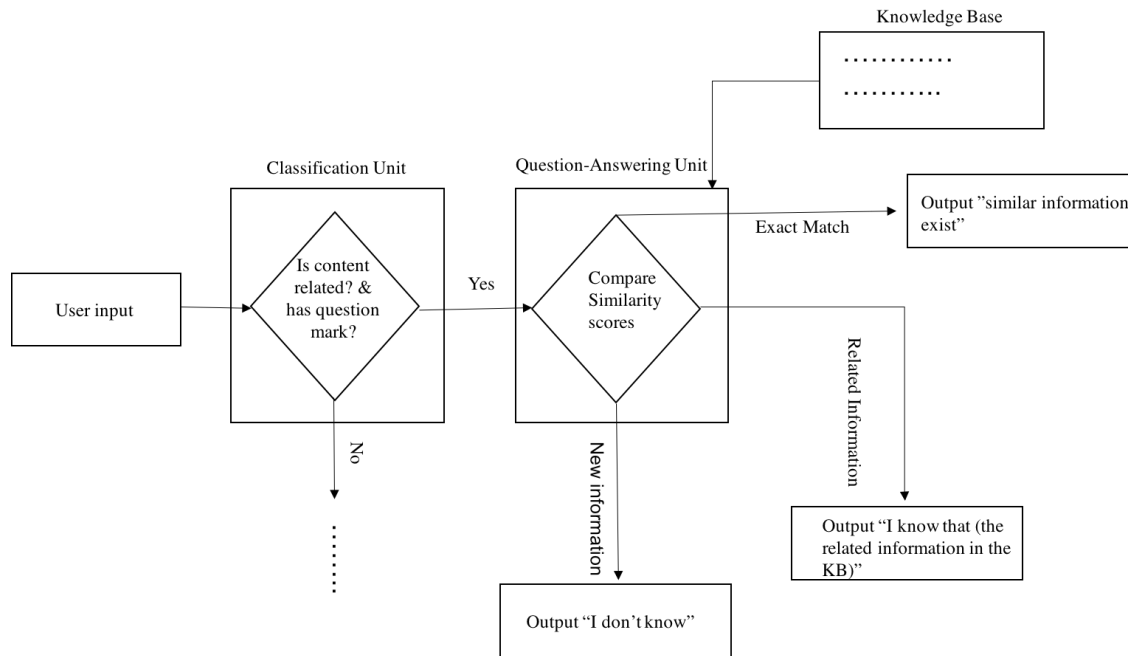 Knowledge Base
............
...........
Classification Unit
Question-Answering Unit
Output ”similar information
exist”
Exact Match
Is content
related? &
has question
mark?
Yes
Compare
Similarity
scores
User input
Related Information
No
New information
Output “I know that (the
related information in the
KB)”
........
Output “I don’t know”